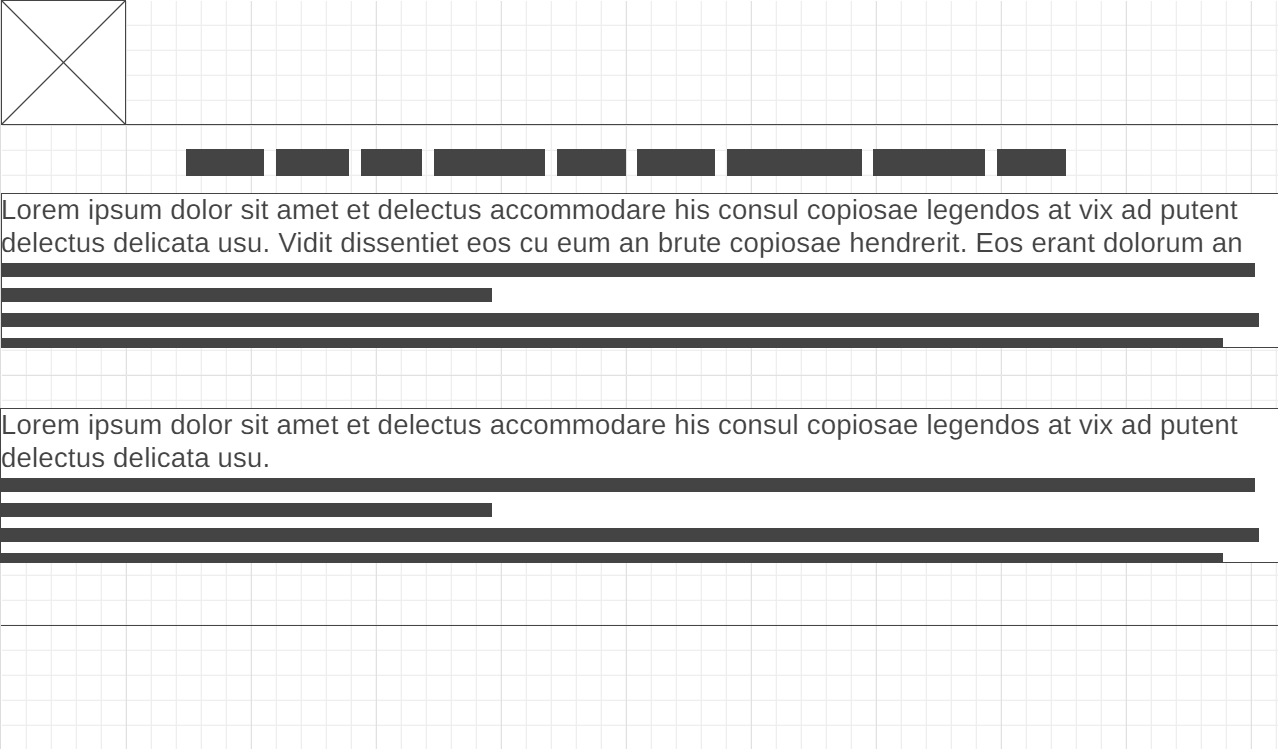 Lorem ipsum dolor sit amet et delectus accommodare his consul copiosae legendos at vix ad putent
delectus delicata usu. Vidit dissentiet eos cu eum an brute copiosae hendrerit. Eos erant dolorum an
Lorem ipsum dolor sit amet et delectus accommodare his consul copiosae legendos at vix ad putent
delectus delicata usu.